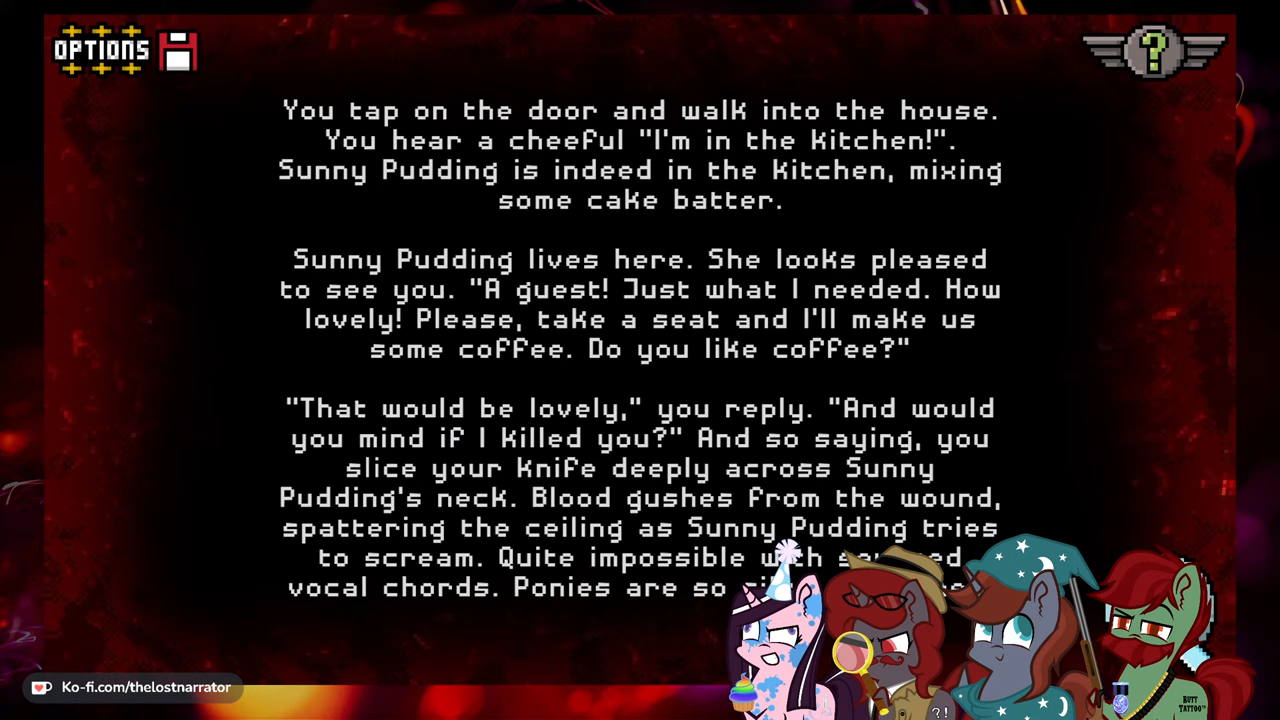 OPTIONS
You tap on the door and walk into the house.
You hear a cheeful "I'm in the kitchen!".
Sunny Pudding is indeed in the kitchen, mixing
some cake batter.
Sunny Pudding lives here. She looks pleased
to see you. "A guest! Just what I needed. How
lovely! Please, take a seat and I'll make us
some coffee. Do you like coffee?"
"That would be lovely," you reply. "And would
you mind if I killed you?" And so saying, you
slice your knife deeply across Sunny
Pudding's neck. Blood gushes from the wound,
spattering the ceiling as Sunny Pudding tries
to scream. Quite impossible with
vocal chords. Ponies are so
?!
BUTT
TATTOO™
Ko-fi.com/thelostnarrator